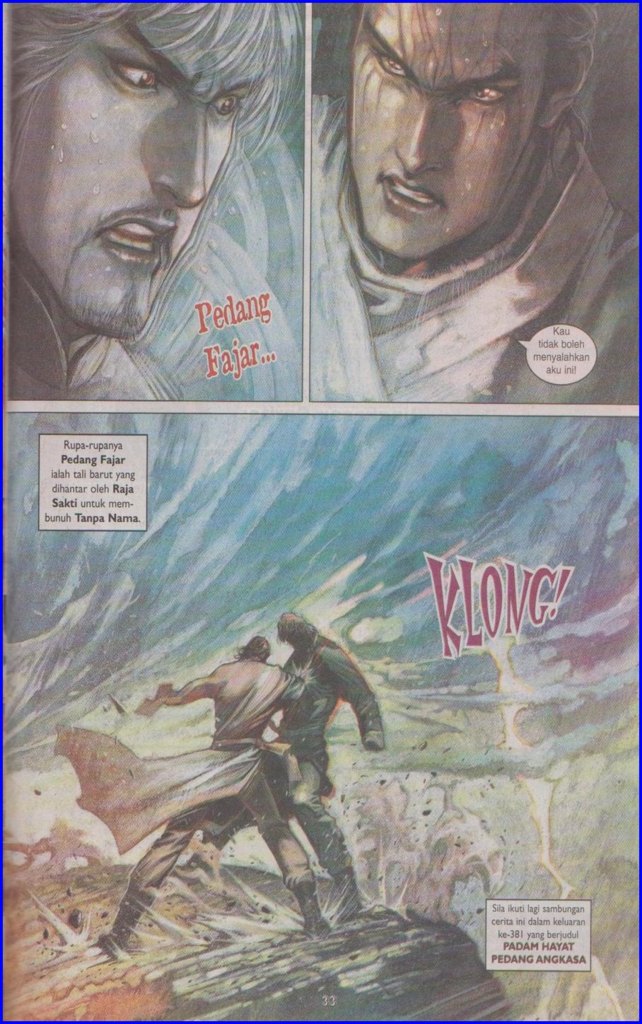 Pedang
Fajar...
Kau
tidak boleh
menyalahkan
aku ini!
Rupa-rupanya
Pedang Fajar
ialah tali barut yang
dihantar oleh Raja
Sakti untuk mem-
bunuh Tanpa Nama.
KLONG!
Sila ikuti lagi sambungan
cerita ini dalam keluaran
ke-381 yang berjudul
PADAM HAYAT
PEDANG ANGKASA
33